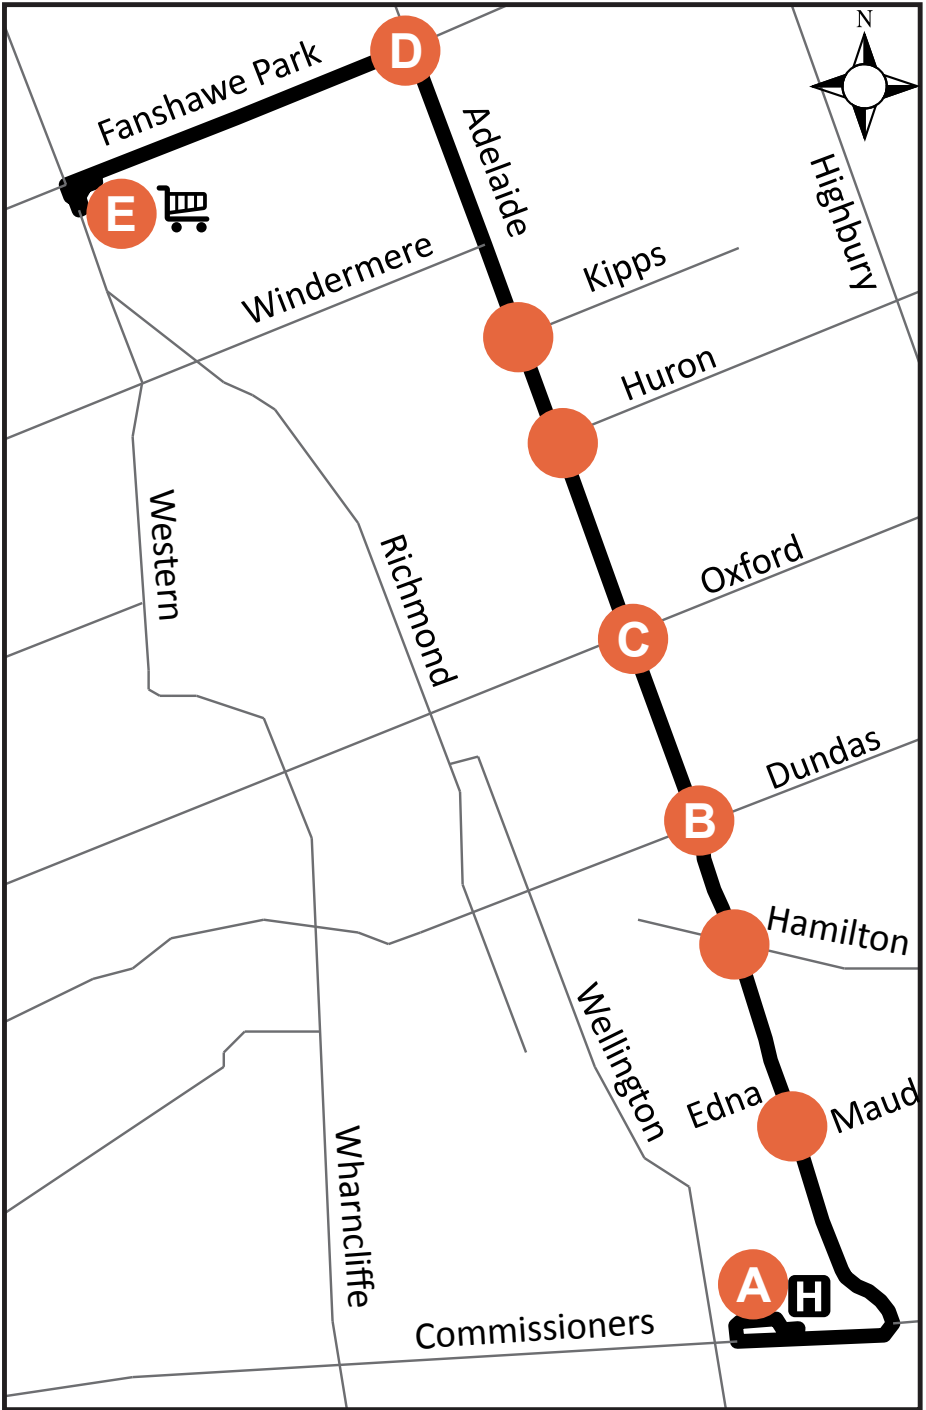 N
D
Fanshawe Park
Adelaide
Highbury
E
Windermere
Kipps
Huron
Western
Richmond
Oxford
C
Dundas
B
Hamilton
Wellington
Edna
Maud
Wharncliffe
A
H
Commissioners